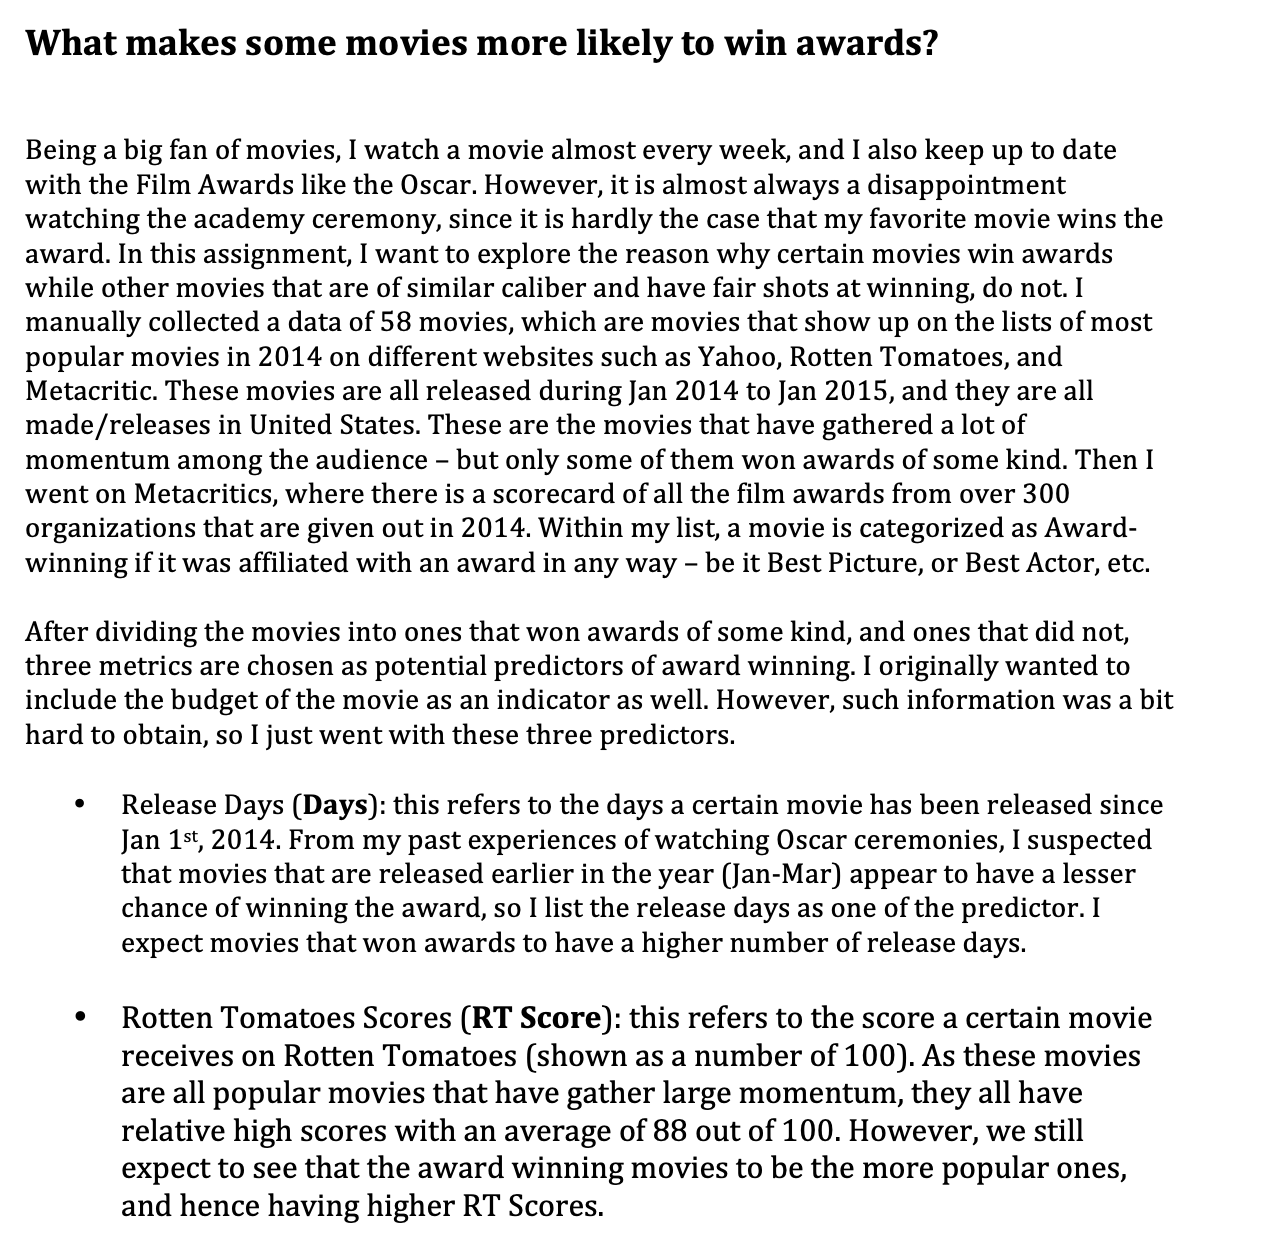 What makes some movies more likely to win awards?
Being a big fan of movies, I watch a movie almost every week, and I also keep up to date
with the Film Awards like the Oscar. However, it is almost always a disappointment
watching the academy ceremony, since it is hardly the case that my favorite movie wins the
award. In this assignment, I want to explore the reason why certain movies win awards
while other movies that are of similar caliber and have fair shots at winning, do not. I
manually collected a data of 58 movies, which are movies that show up on the lists of most
popular movies in 2014 on different websites such as Yahoo, Rotten Tomatoes, and
Metacritic. These movies are all released during Jan 2014 to Jan 2015, and they are all
made/releases in United States. These are the movies that have gathered a lot of
momentum among the audience – but only some of them won awards of some kind. Then I
went on Metacritics, where there is a scorecard of all the film awards from over 300
organizations that are given out in 2014. Within my list, a movie is categorized as Award-
winning if it was affiliated with an award in any way – be it Best Picture, or Best Actor, etc.
After dividing the movies into ones that won awards of some kind, and ones that did not,
three metrics are chosen as potential predictors of award winning. I originally wanted to
include the budget of the movie as an indicator as well. However, such information was a bit
hard to obtain, so I just went with these three predictors.
• Release Days (Days): this refers to the days a certain movie has been released since
Jan 1st, 2014. From my past experiences of watching Oscar ceremonies, I suspected
that movies that are released earlier in the year (Jan-Mar) appear to have a lesser
chance of winning the award, so I list the release days as one of the predictor. I
expect movies that won awards to have a higher number of release days.
• Rotten Tomatoes Scores (RT Score): this refers to the score a certain movie
receives on Rotten Tomatoes (shown as a number of 100). As these movies
are all popular movies that have gather large momentum, they all have
relative high scores with an average of 88 out of 100. However, we still
expect to see that the award winning movies to be the more popular ones,
and hence having higher RT Scores.